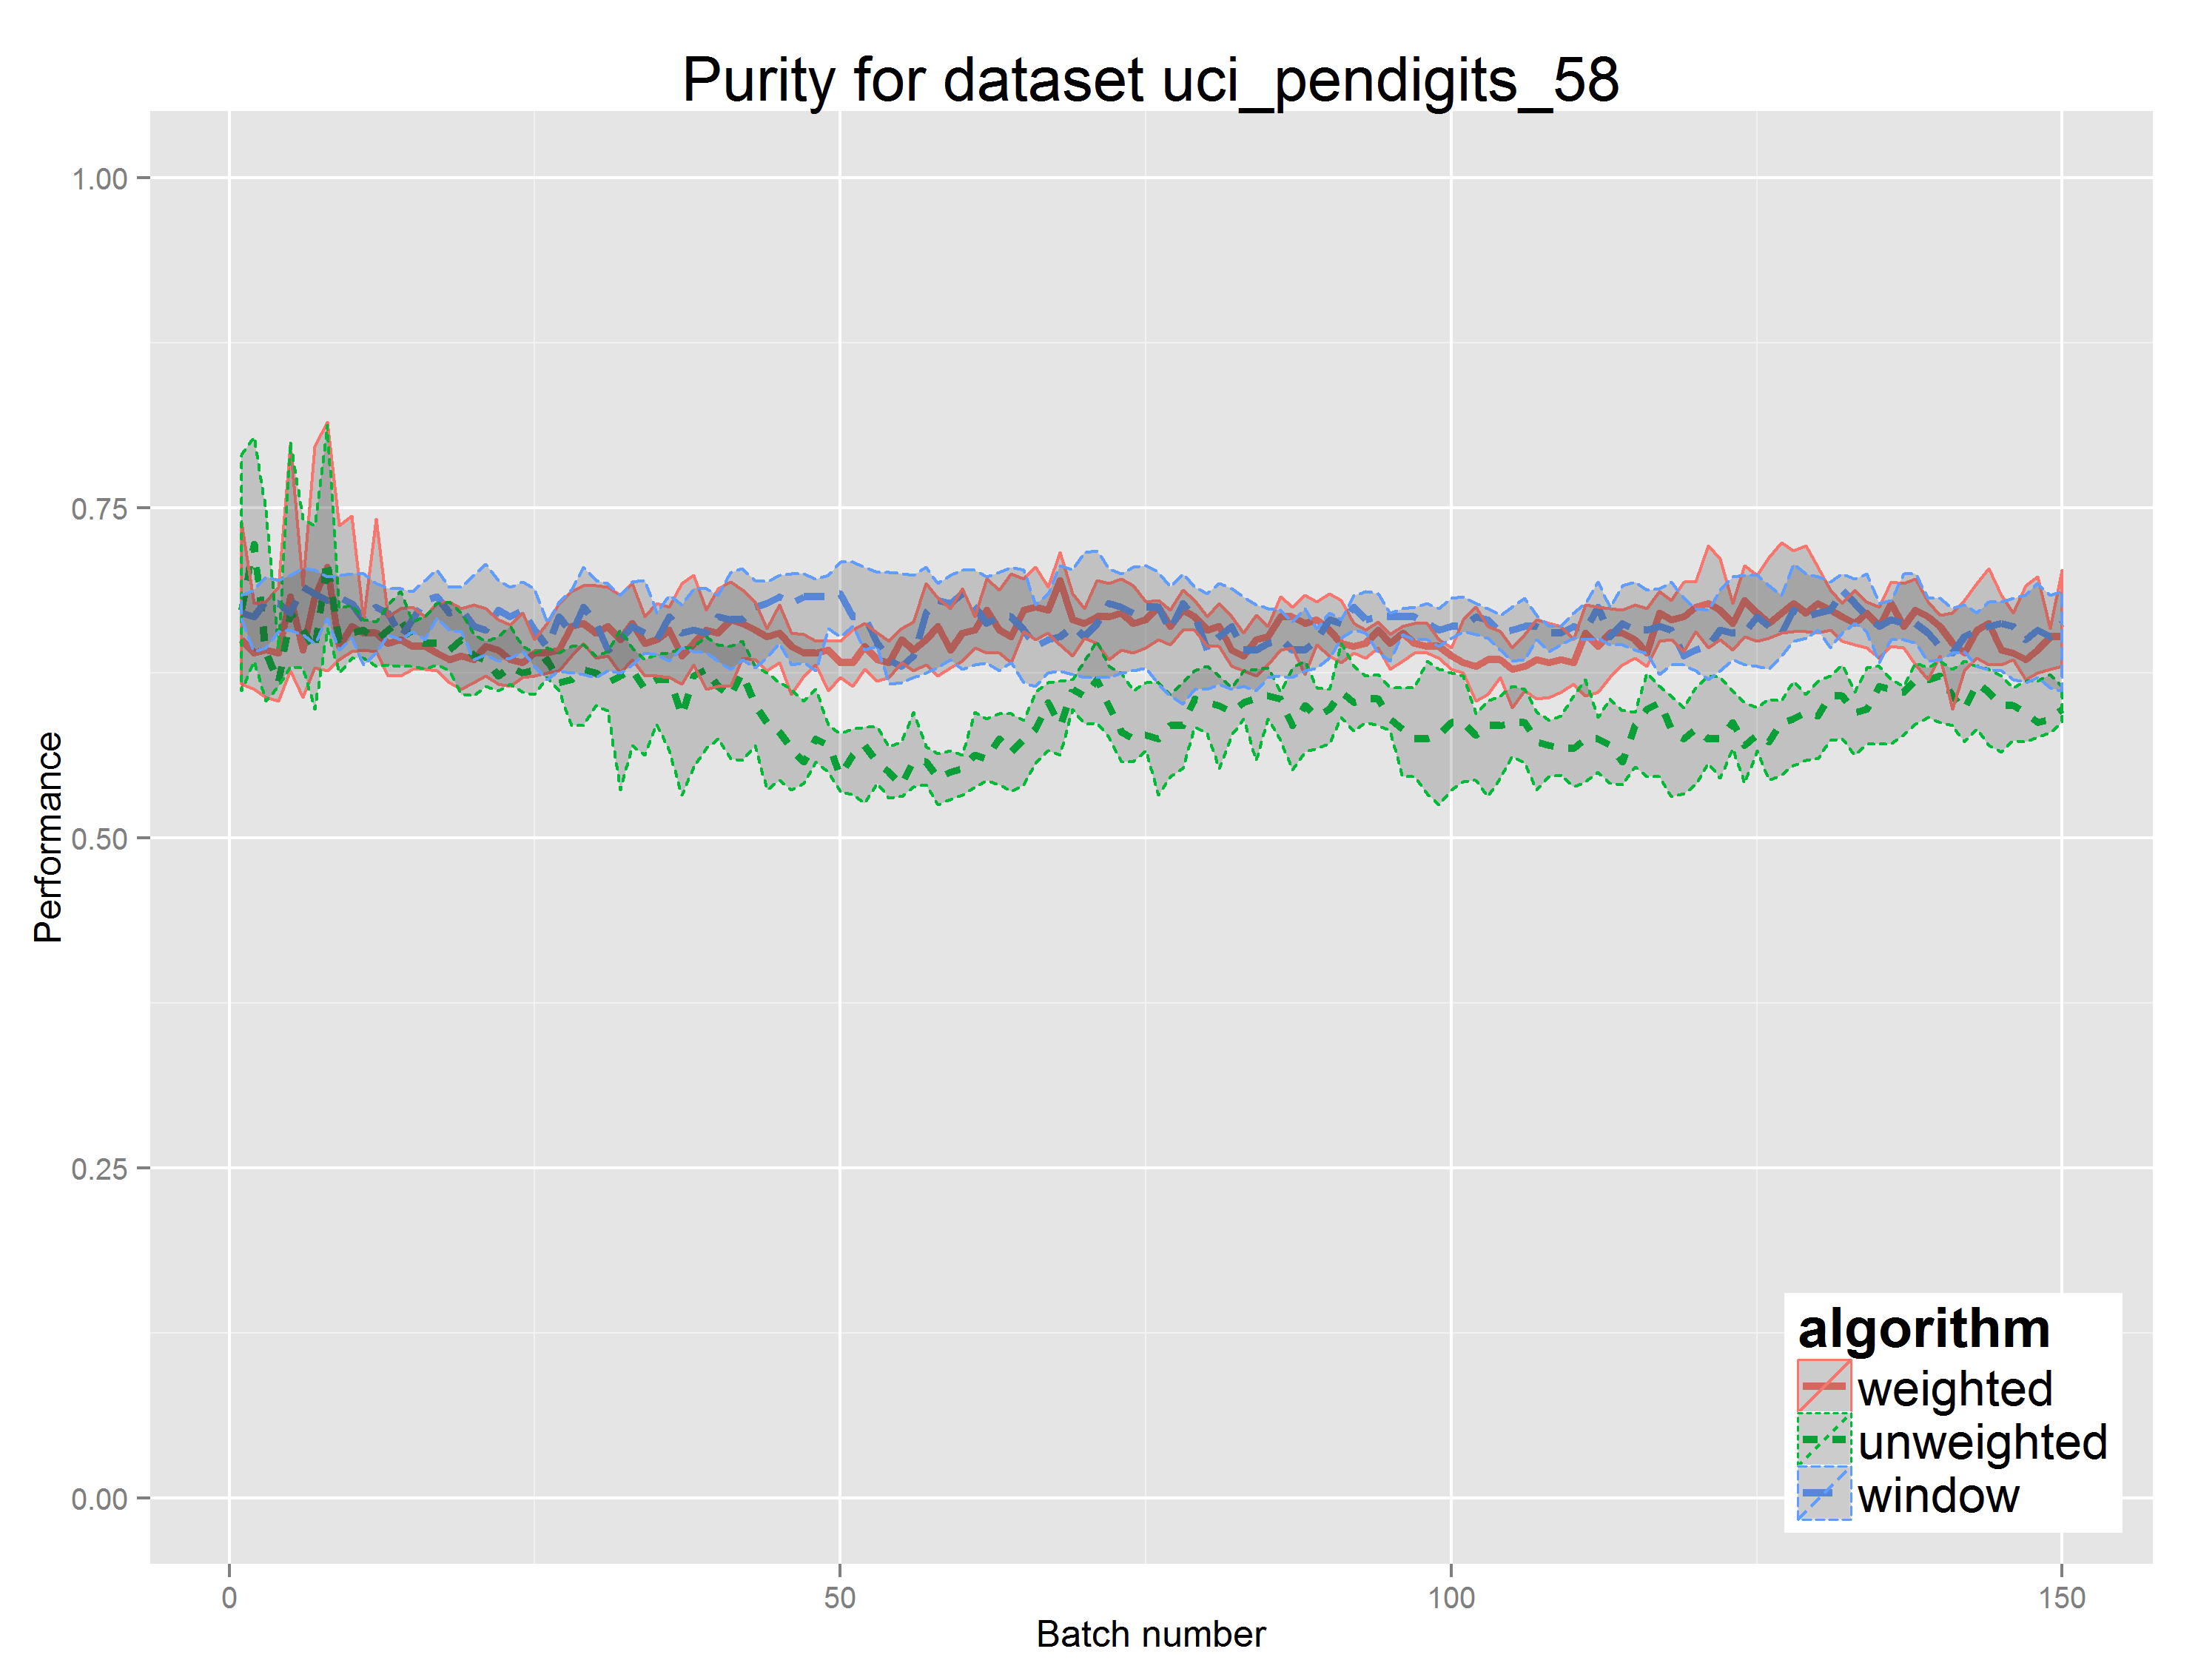 Purity for dataset uci_pendigits_58
1.00
0.75
0.50
0.25
0.00
Performance
0
50
100
150
Batch number
algorithm
weighted
unweighted
window